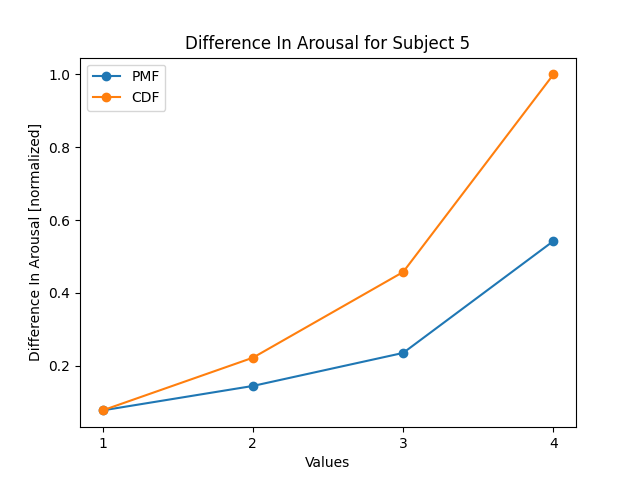 Difference In Arousal for Subject 5
PMF
CDF
Difference In Arousal [normalized]
1.0
0.8
0.6
0.4
0.2
1 2 3 4
Values